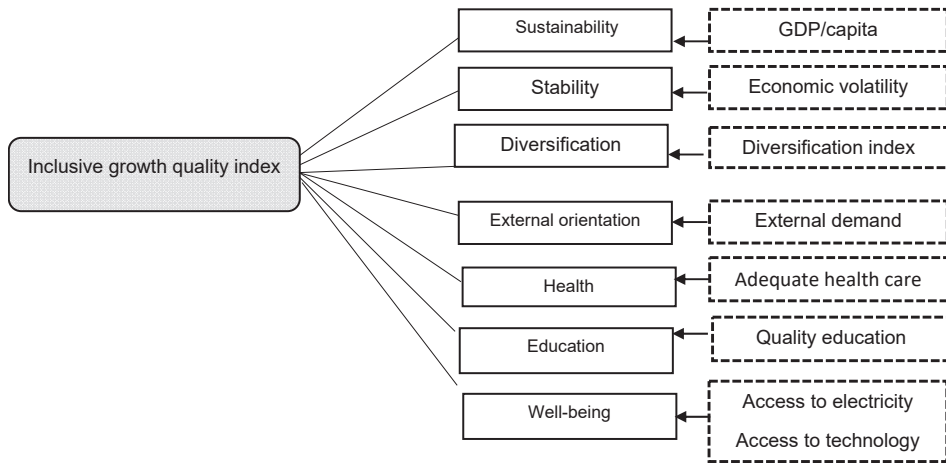 Inclusive growth quality index
Sustainability
GDP/capita
Stability
Economic volatility
Diversification
Diversification index
External orientation
External demand
Health
Adequate health care
Education
Quality education
Well-being
Access to electricity
Access to technology